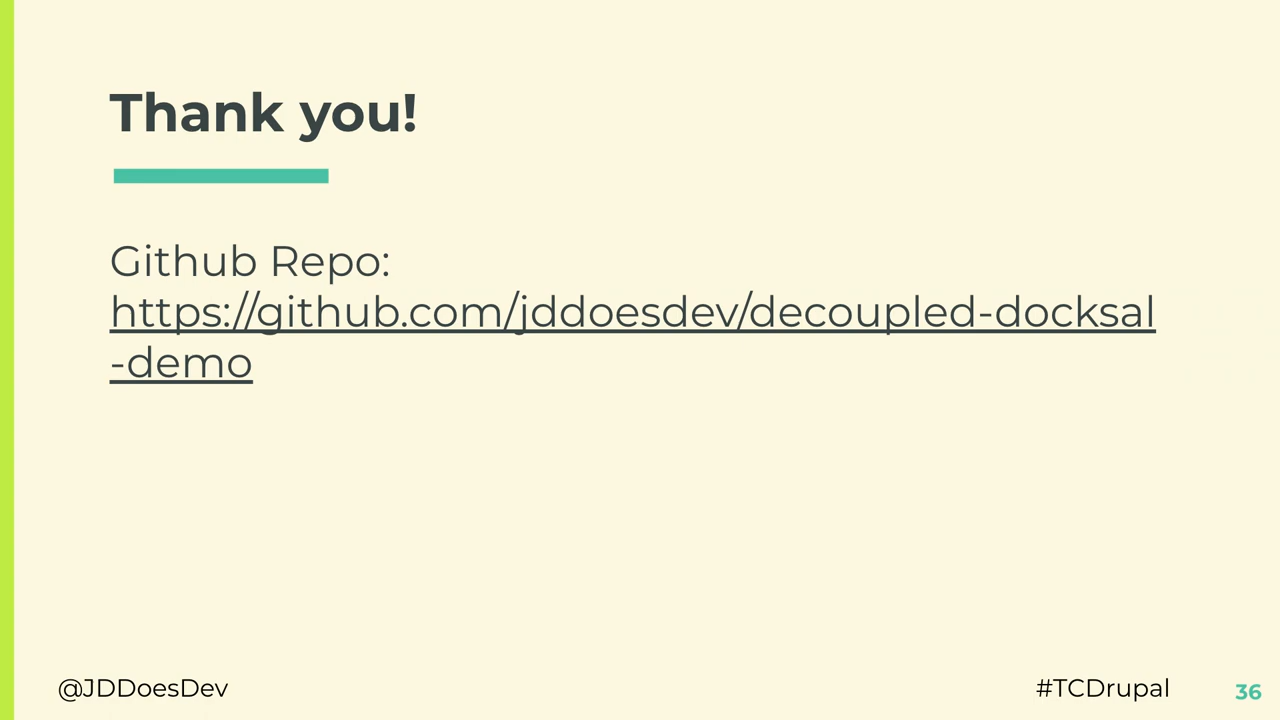 Thank you!
Github Repo:
https://github.com/jddoesdev/decoupled-docksal
-demo
@JDDoesDev
#TCDrupal
36